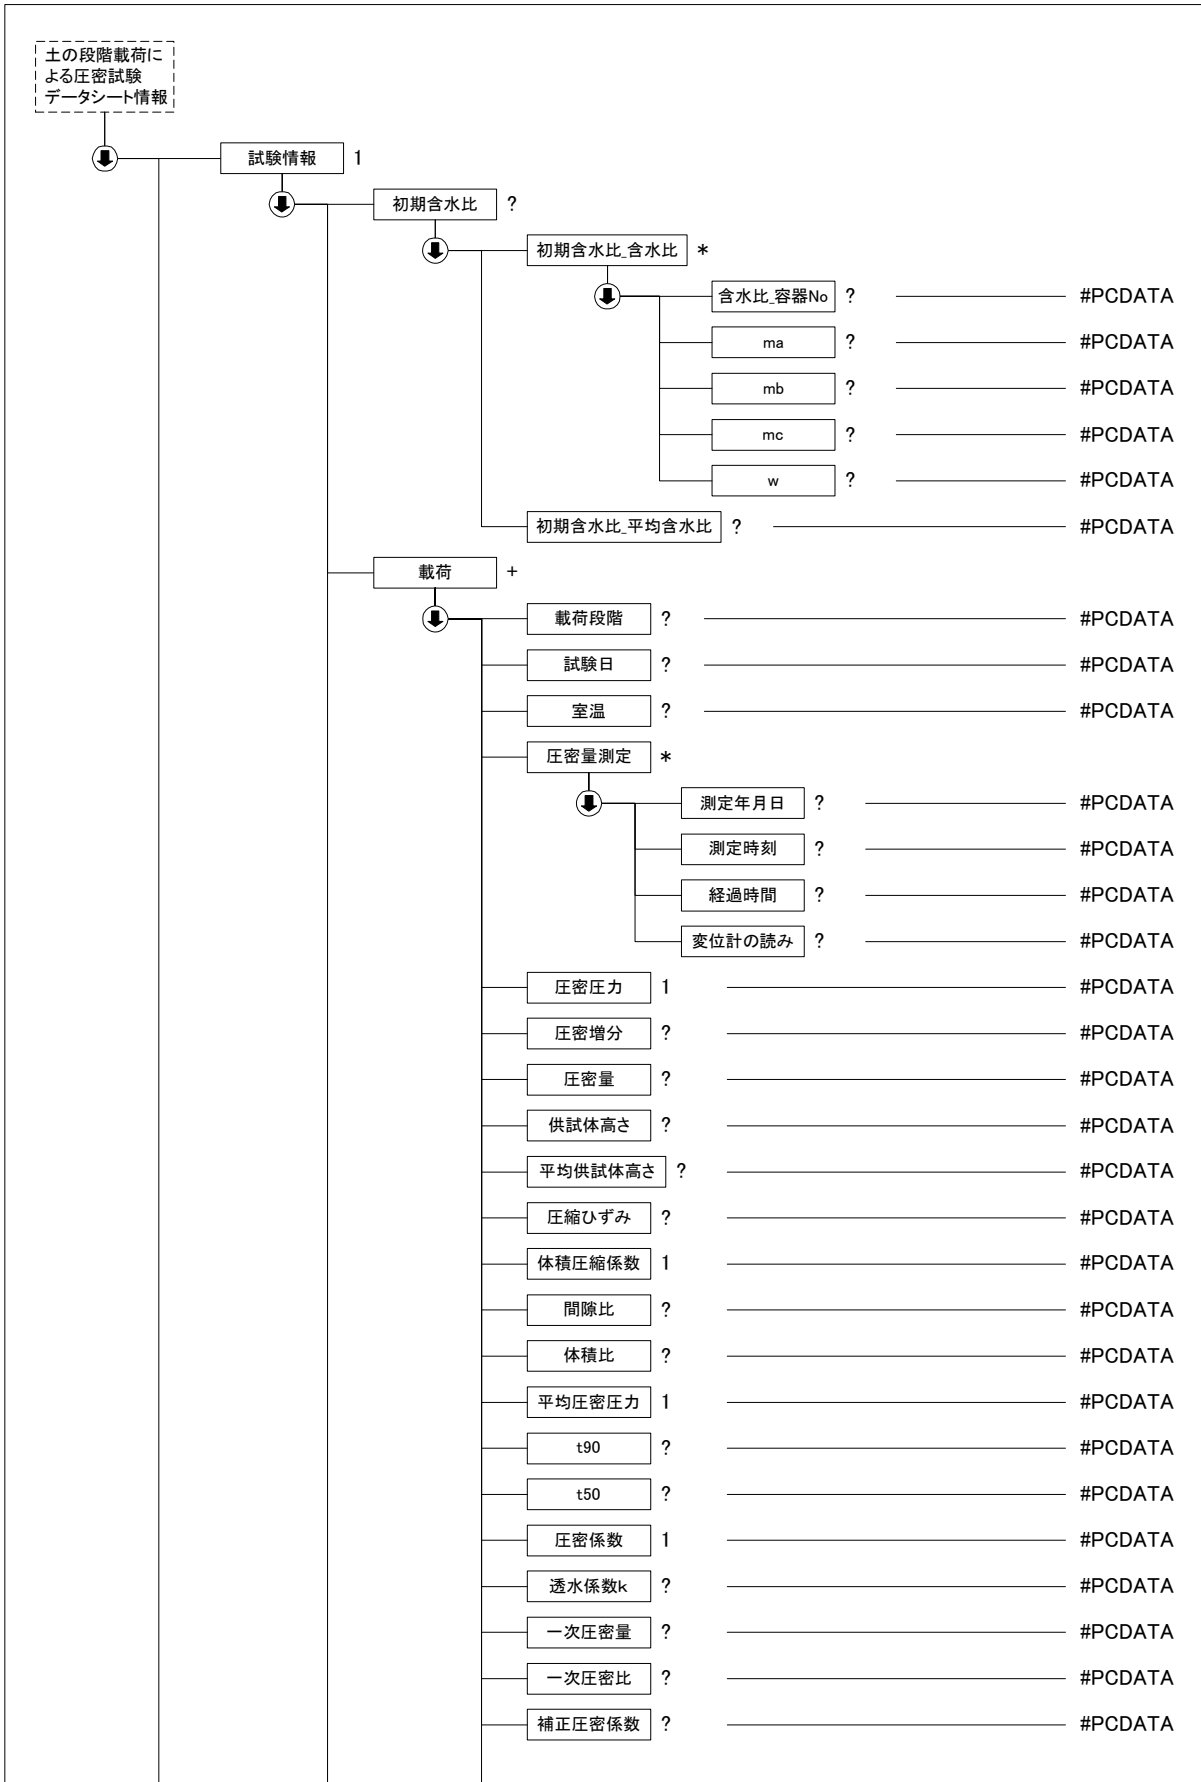 土の段階載荷に
よる圧密試験
データシート情報
試験情報 1
初期含水比 ?
初期含水比_含水比 *
含水比_容器No ? #PCDATA
ma ? #PCDATA
mb ? #PCDATA
mc ? #PCDATA
w ? #PCDATA
初期含水比_平均含水比 ? #PCDATA
載荷 +
載荷段階 ? #PCDATA
試験日 ? #PCDATA
室温 ? #PCDATA
圧密量測定 *
測定年月日 ? #PCDATA
測定時刻 ? #PCDATA
経過時間 ? #PCDATA
変位計の読み ? #PCDATA
圧密圧力 1 #PCDATA
圧密増分 ? #PCDATA
圧密量 ? #PCDATA
供試体高さ ? #PCDATA
平均供試体高さ ? #PCDATA
圧縮ひずみ ? #PCDATA
体積圧縮係数 1 #PCDATA
間隙比 ? #PCDATA
体積比 ? #PCDATA
平均圧密圧力 1 #PCDATA
t90 ? #PCDATA
t50 ? #PCDATA
圧密係数 1 #PCDATA
透水係数k ? #PCDATA
一次圧密量 ? #PCDATA
一次圧密比 ? #PCDATA
補正圧密係数 ? #PCDATA